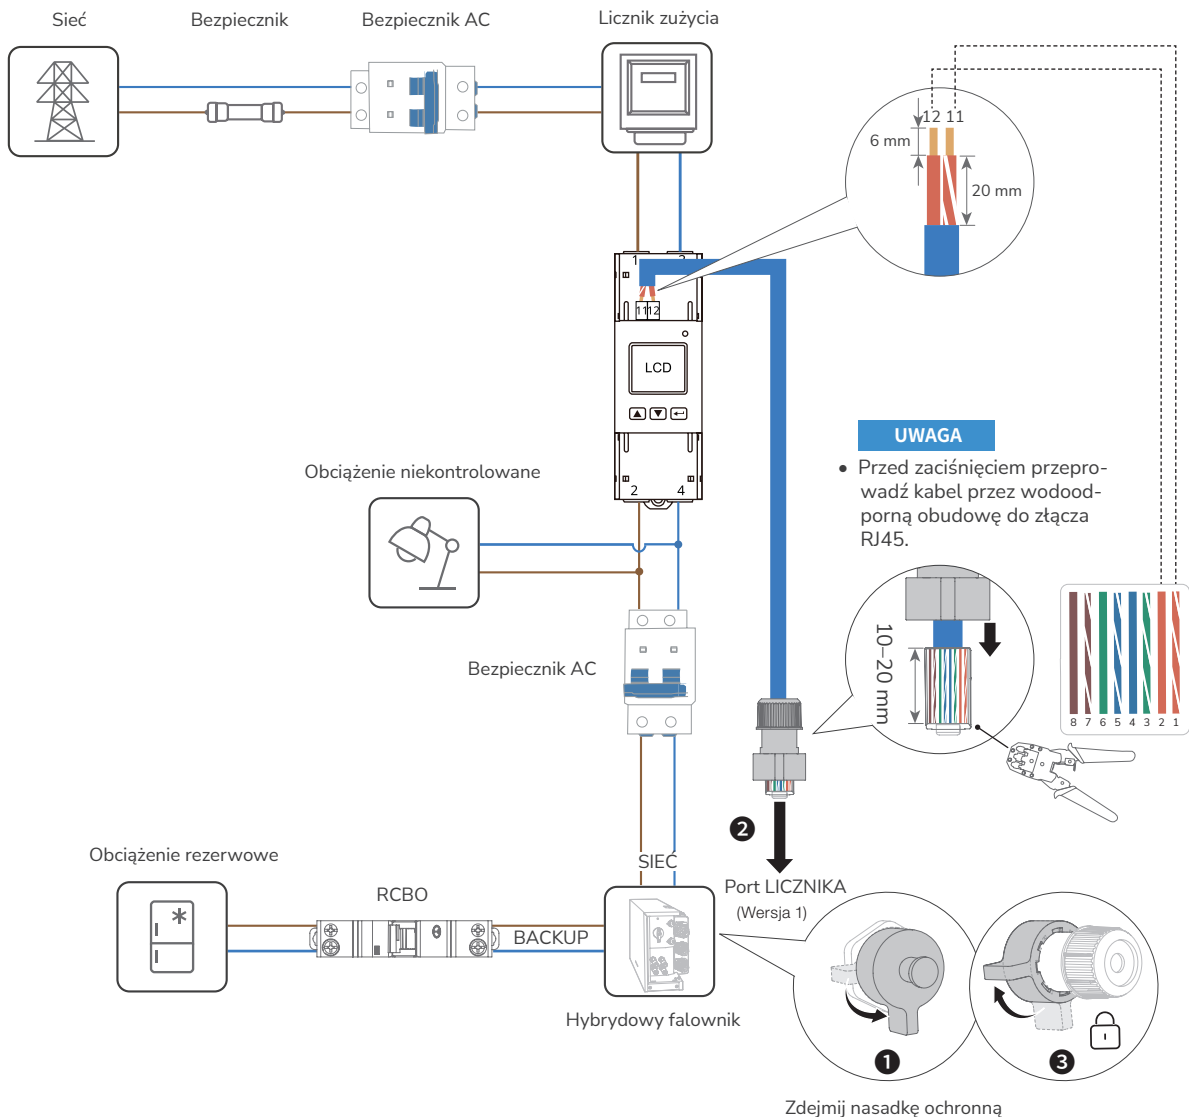 Sieć
Bezpiecznik
Bezpiecznik AC
Licznik zużycia
12 11
6 mm
20 mm
1 3
11 12
LCD
2 4
UWAGA
• Przed zaciśnięciem przepro-
wadź kabel przez wodood-
porną obudowę do złącza
RJ45.
Obciążenie niekontrolowane
10–20 mm
Bezpiecznik AC
8 7 6 5 4 3 2 1
2
Obciążenie rezerwowe
SIEĆ
RCBO
Port LICZNIKA
(Wersja 1)
BACKUP
Hybrydowy falownik
1
3
Zdejmij nasadkę ochronną